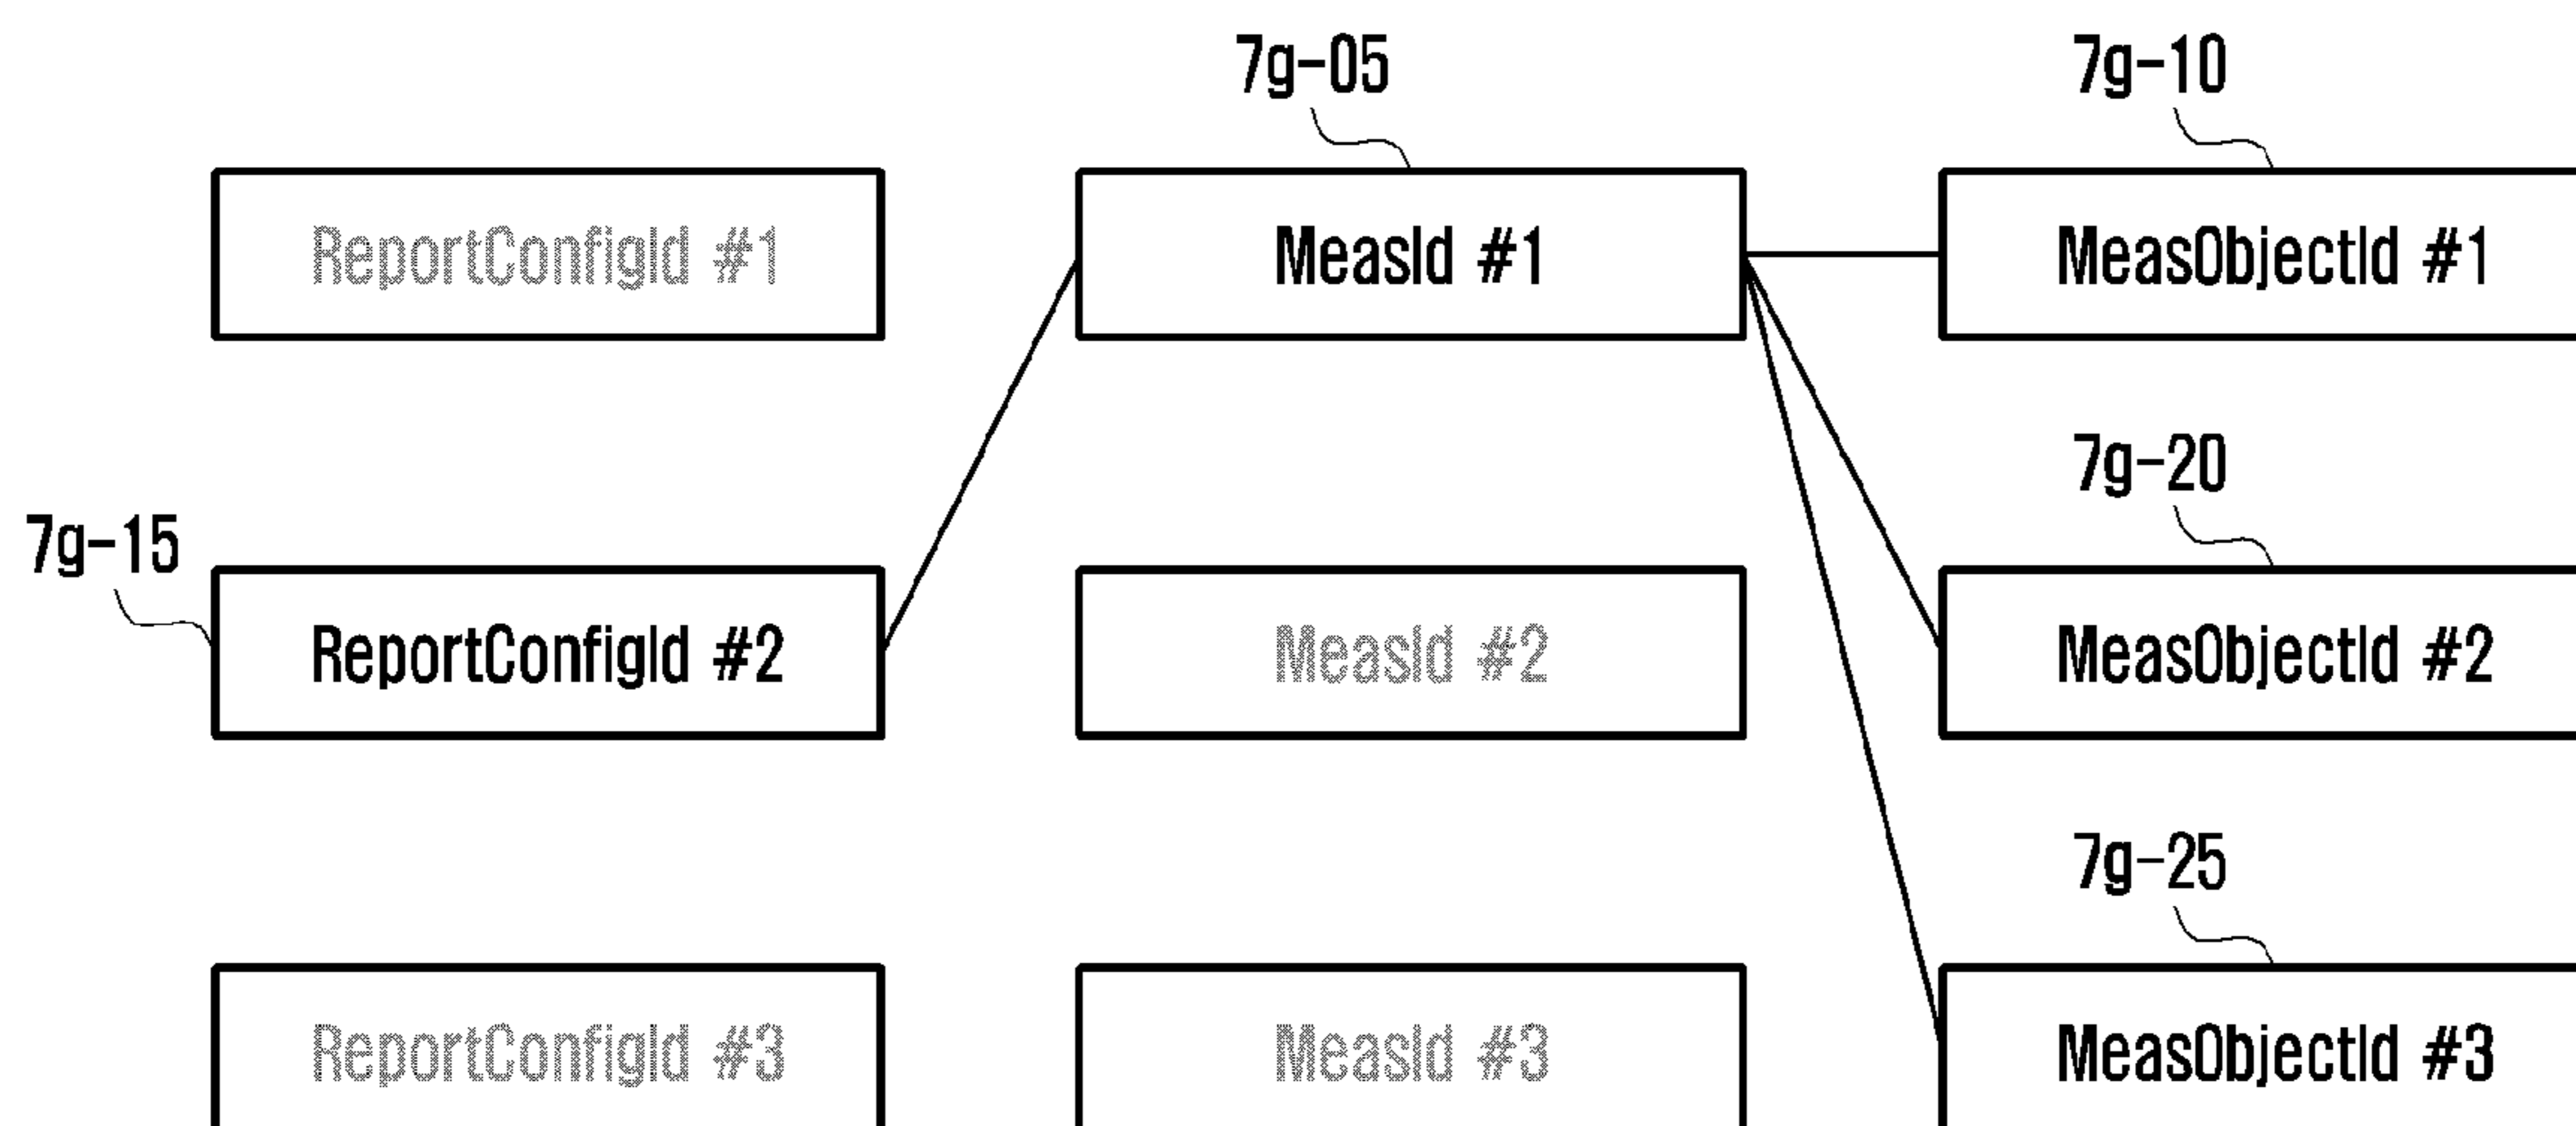 7g-05
7g-10
ReportConfigId #1
MeasId #1
MeasObjectId #1
7g-20
7g-15
ReportConfigId #2
MeasId #2
MeasObjectId #2
7g-25
ReportConfigId #3
MeasId #3
MeasObjectId #3